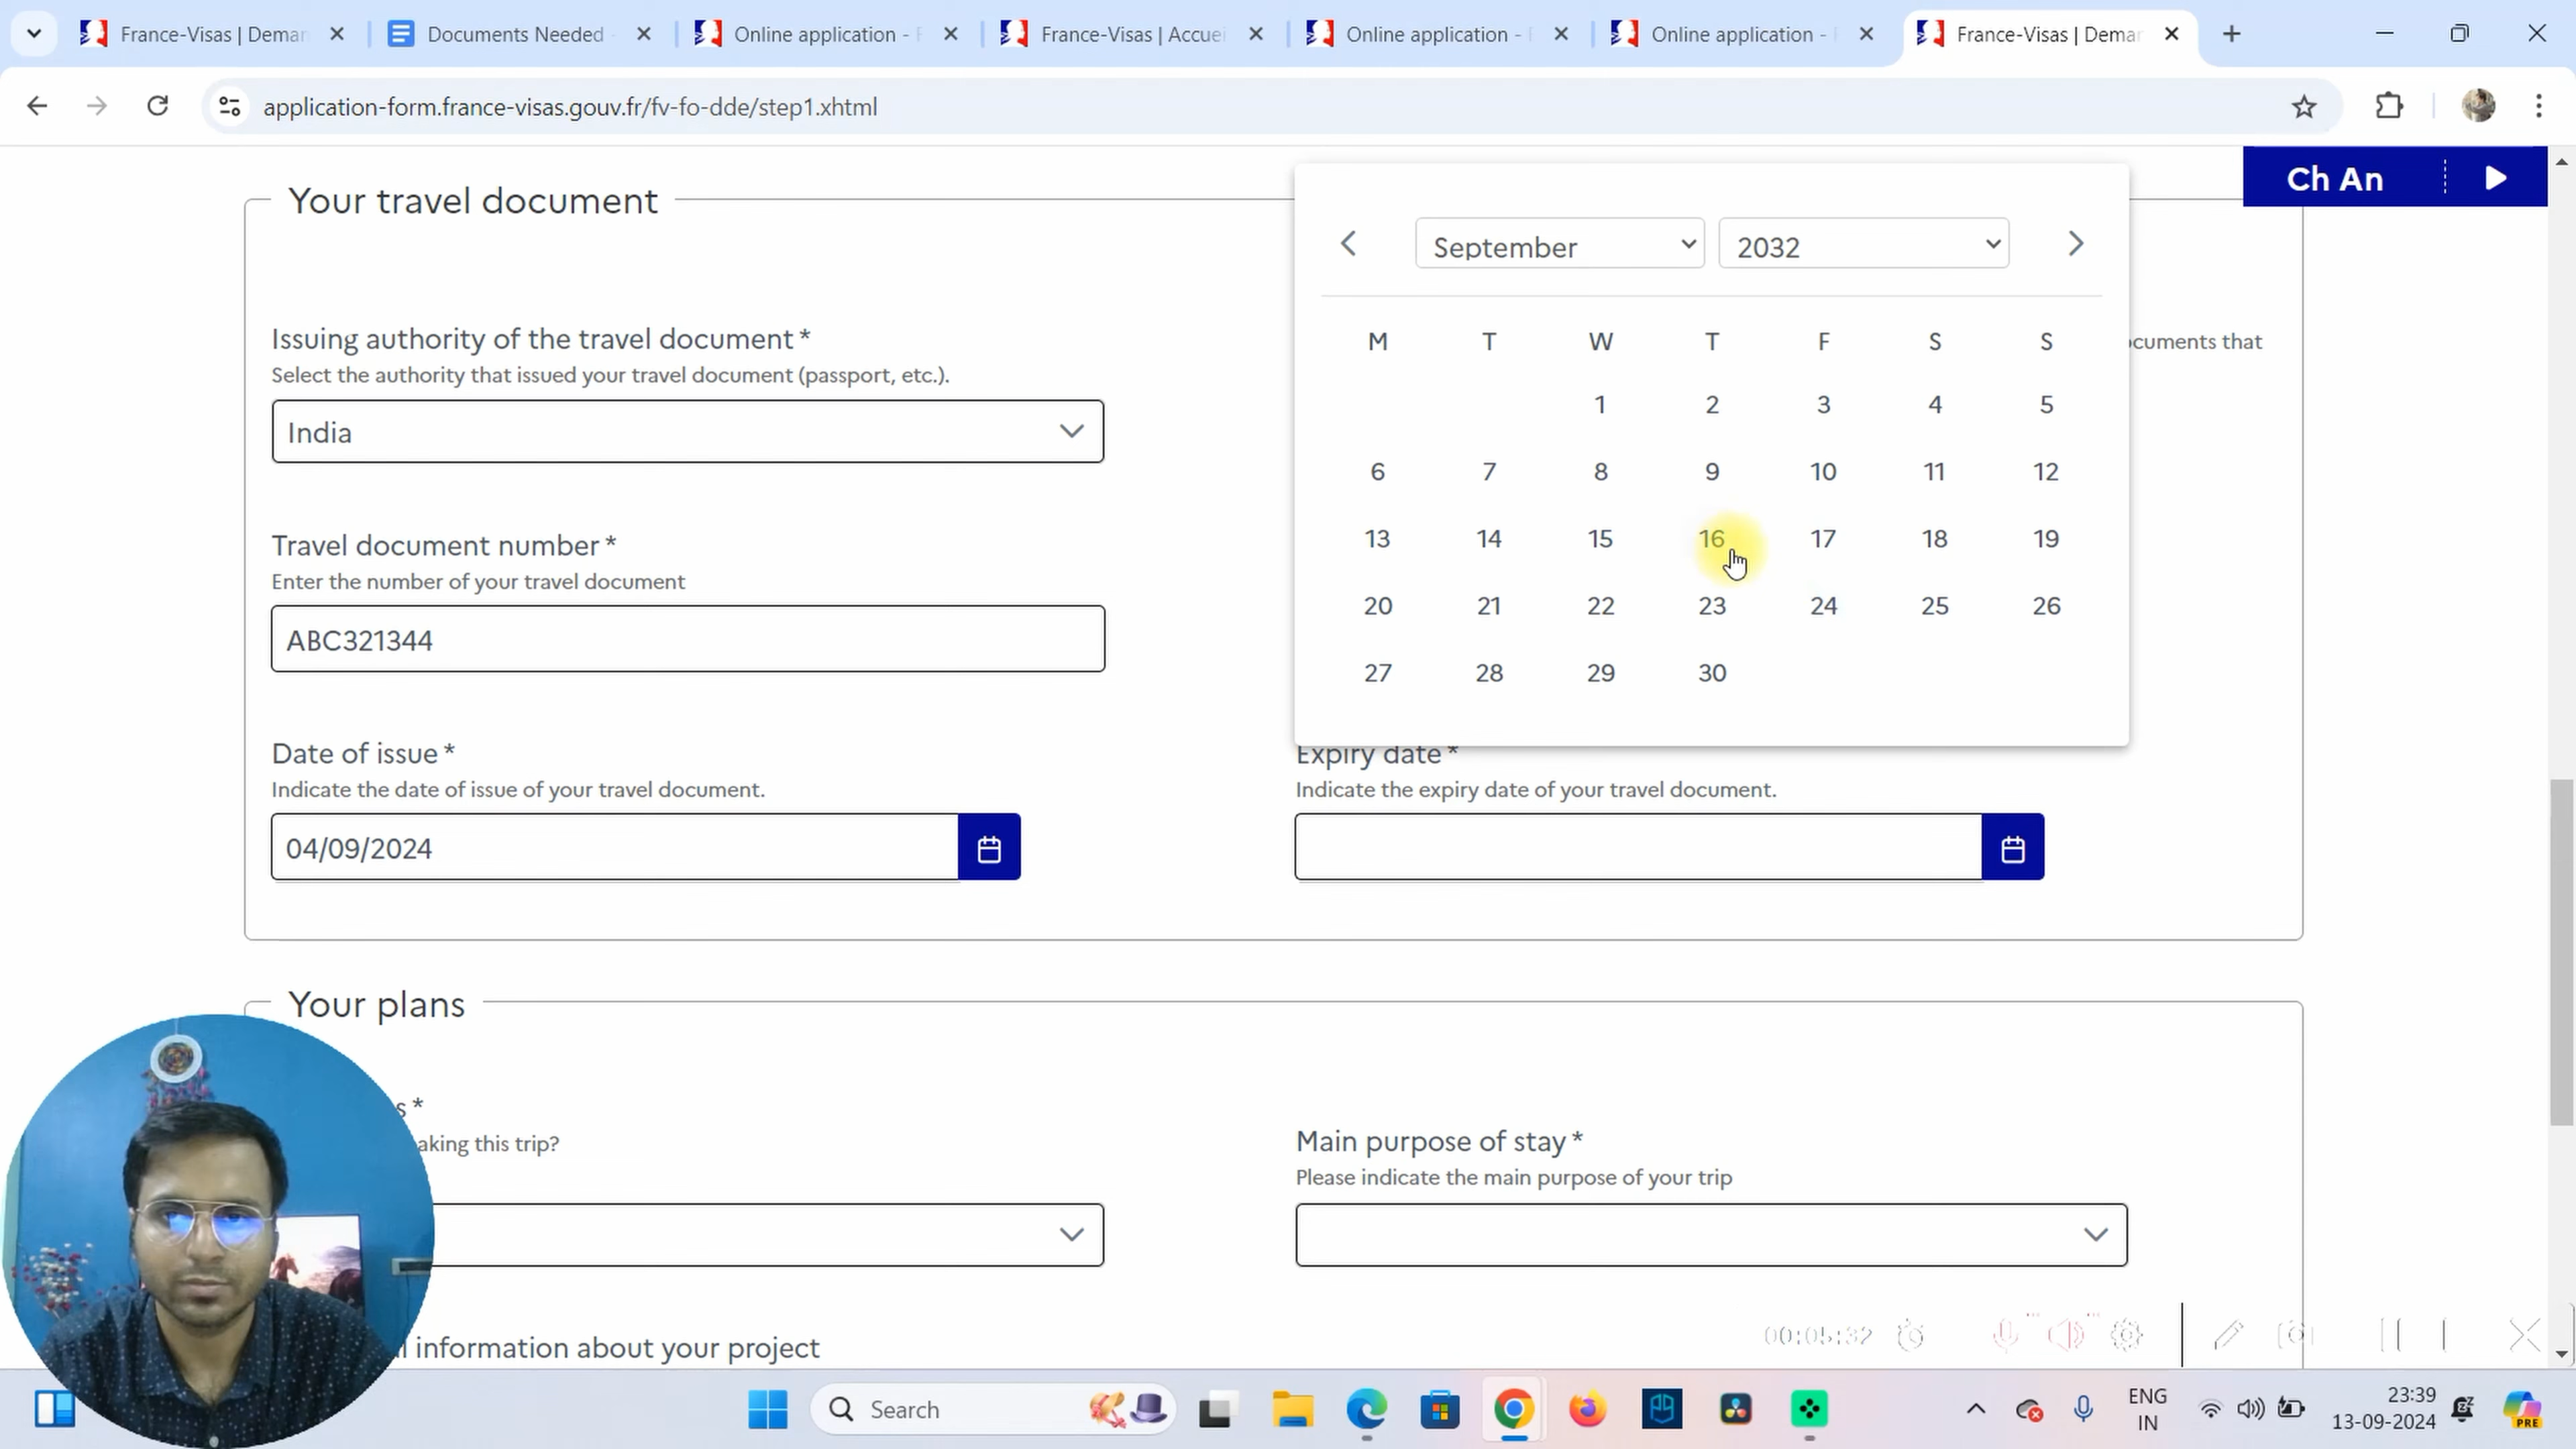 France-Visas | Demar
Documents Needed
Online application -
France-Visas | Accuei
Online application -
Online application -
France-Visas | Demar
application-form.france-visas.gouv.fr/fv-fo-dde/step1.xhtml
Ch An
Your travel document
September
2032
M T W T F S S
1 2 3 4 5
6 7 8 9 10 11 12
13 14 15 16 17 18 19
20 21 22 23 24 25 26
27 28 29 30
Issuing authority of the travel document *
Select the authority that issued your travel document (passport, etc.).
ocuments that
India
Travel document number *
Enter the number of your travel document
ABC321344
Date of issue *
Indicate the date of issue of your travel document.
04/09/2024
Expiry date *
Indicate the expiry date of your travel document.
Your plans
s *
aking this trip?
Main purpose of stay *
Please indicate the main purpose of your trip
l information about your project
00:05:32
Search
ENG
IN
23:39
13-09-2024
PRE